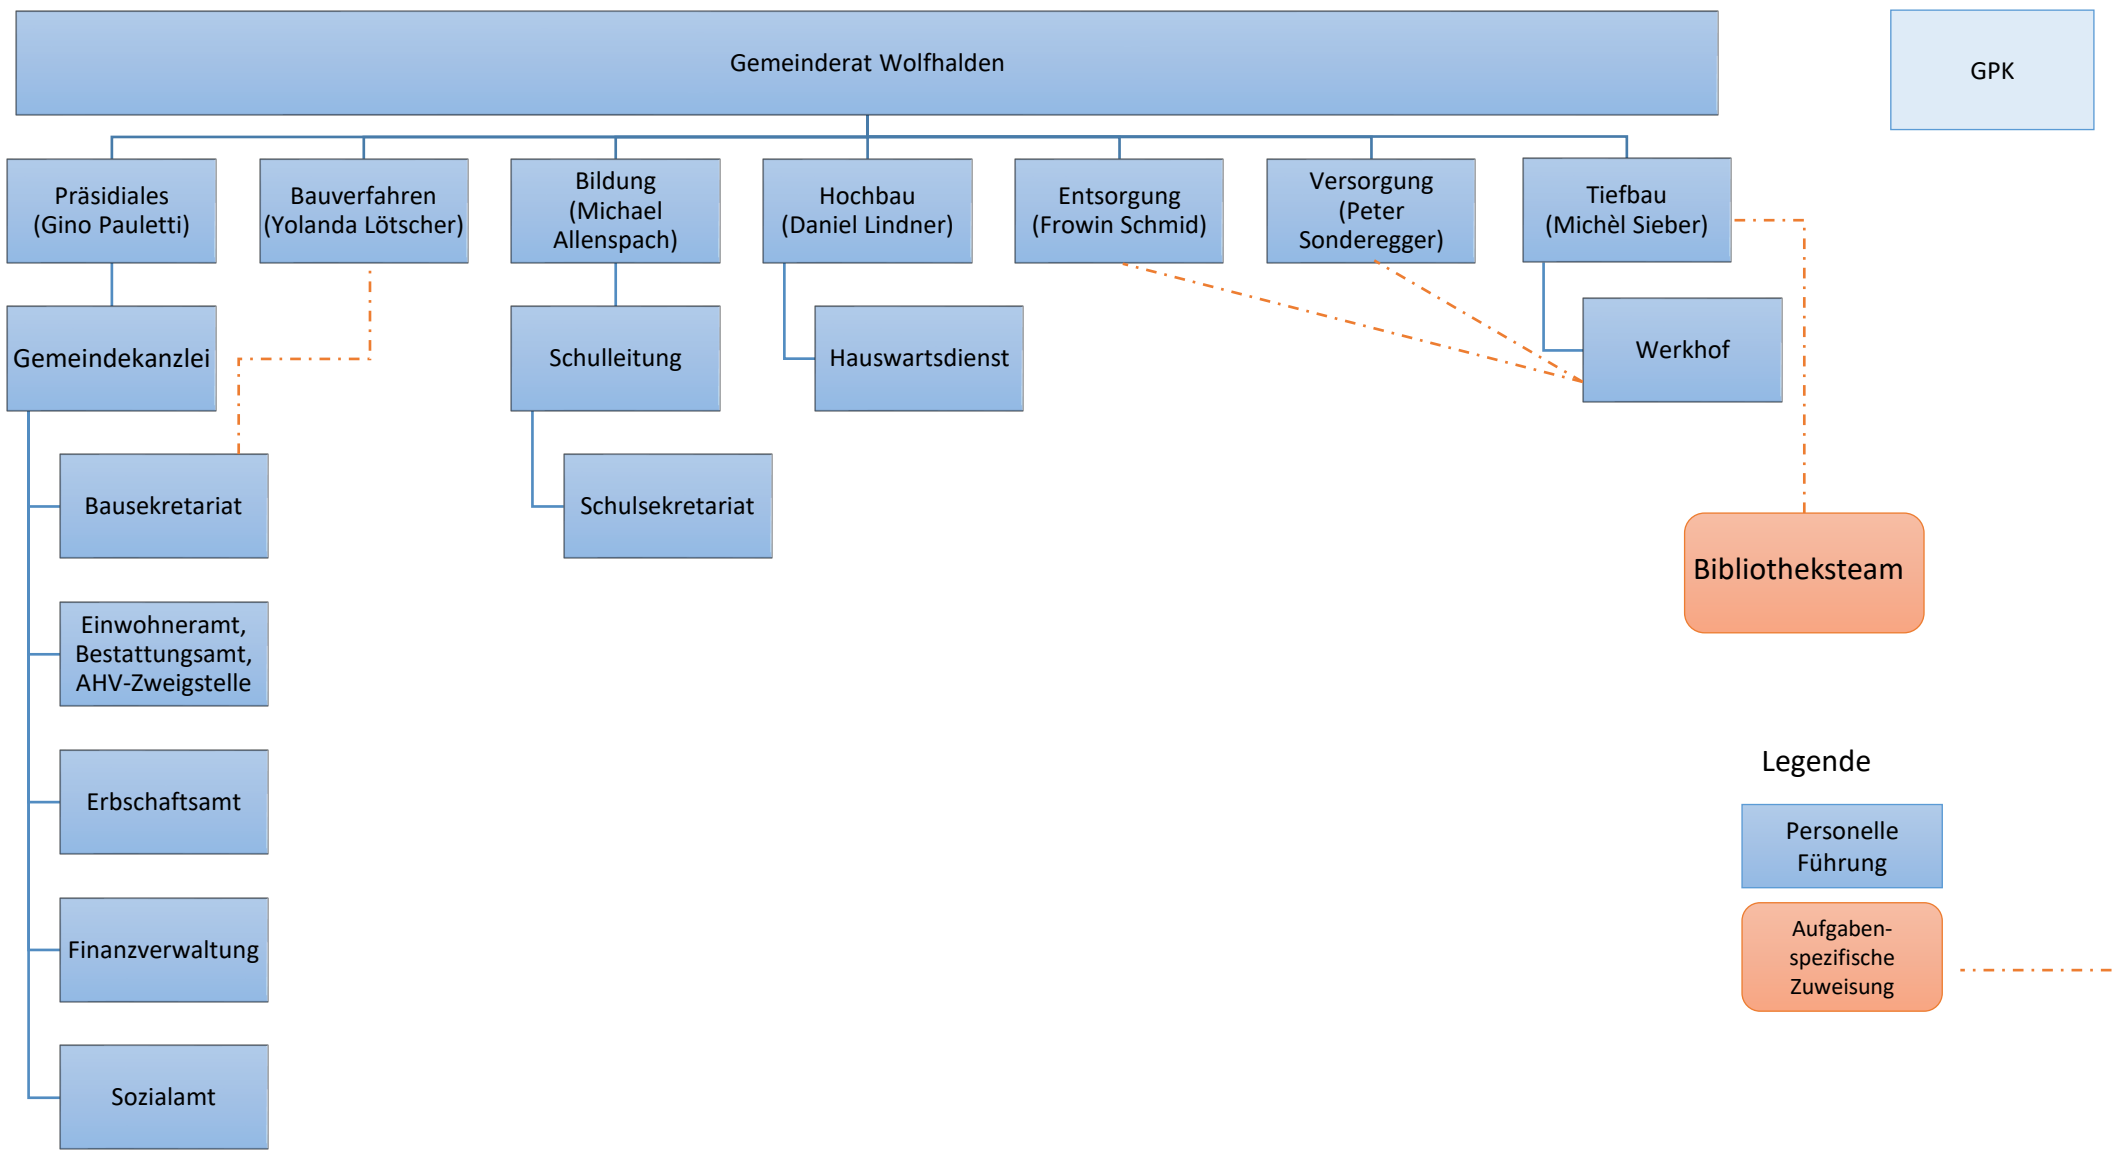 Gemeinderat Wolfhalden
GPK
Präsidiales
(Gino Pauletti)
Bauverfahren
(Yolanda Lötscher)
Bildung
(Michael
Allenspach)
Hochbau
(Daniel Lindner)
Entsorgung
(Frowin Schmid)
Versorgung
(Peter
Sonderegger)
Tiefbau
(Michèl Sieber)
Gemeindekanzlei
Schulleitung
Hauswartsdienst
Werkhof
Bausekretariat
Schulsekretariat
Bibliotheksteam
Einwohneramt,
Bestattungsamt,
AHV-Zweigstelle
Erbschaftsamt
Finanzverwaltung
Sozialamt
Legende
Personelle
Führung
Aufgaben-
spezifische
Zuweisung